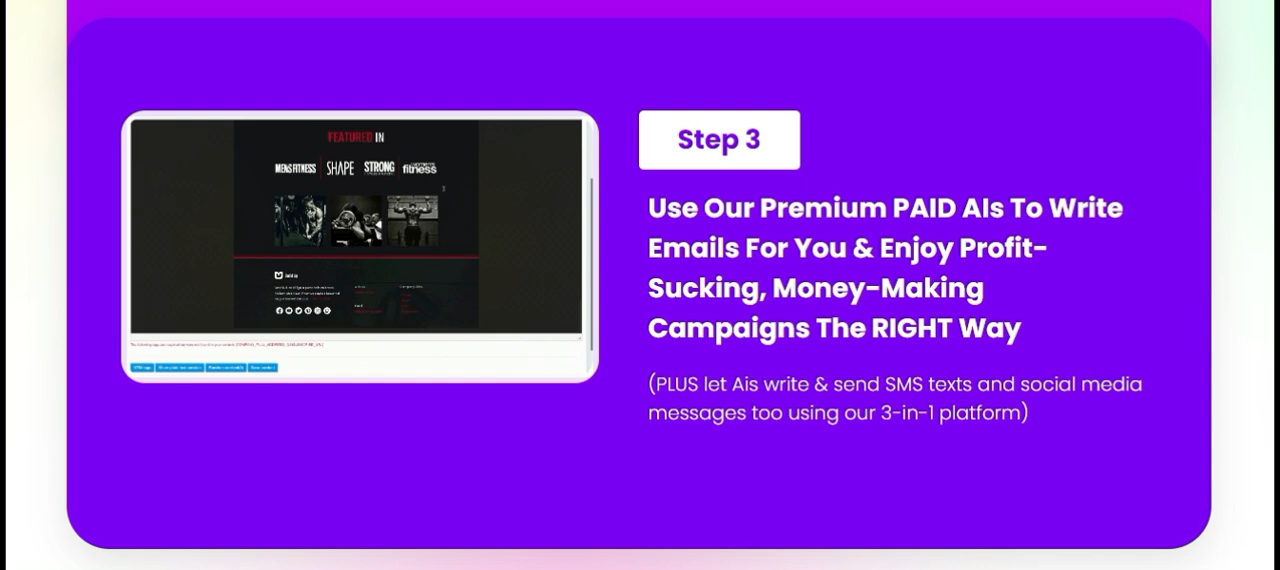 FEATURED IN
MEN'S FITNESS SHAPE STRONG fitness
Step 3
Use Our Premium PAID AIs To Write
Emails For You & Enjoy Profit-
Sucking, Money-Making
Campaigns The RIGHT Way
(PLUS let Ais write & send SMS texts and social media
messages too using our 3-in-1 platform)